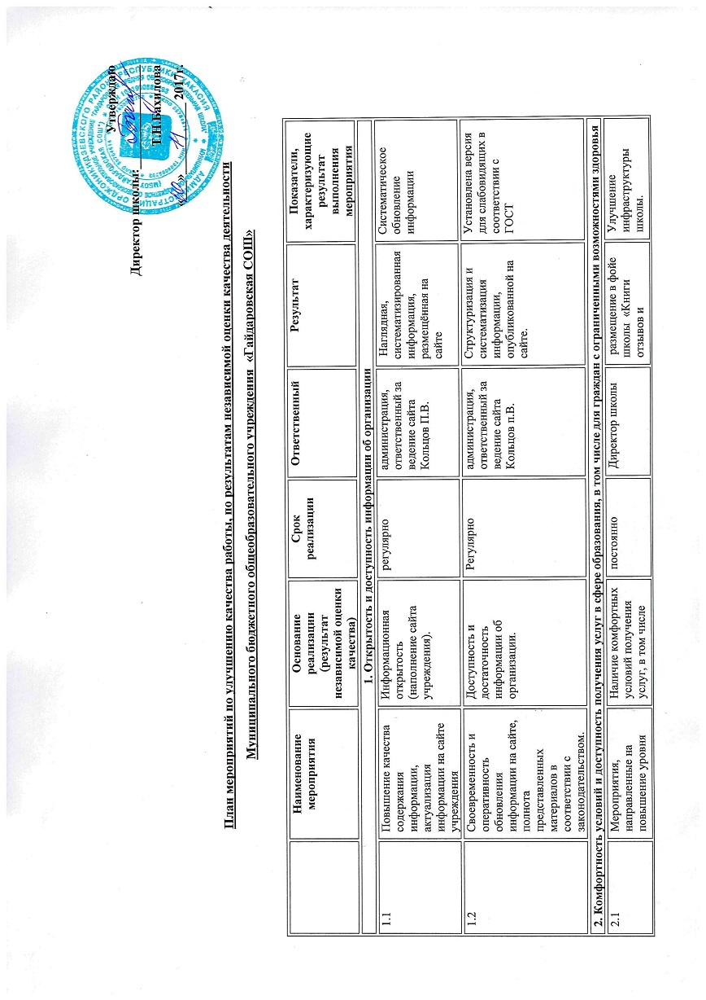 Утверждаю
Директор школы:
Т.Н.Бахилова
« » 2017г.
План мероприятий по улучшению качества работы, по результатам независимой оценки качества деятельности
Муниципального бюджетного общеобразовательного учреждения «Гайдаровская СОШ»
Наименование
мероприятия
Основание
реализации
(результат
независимой оценки
качества)
Срок
реализации
Ответственный
Результат
Показатели,
характеризующие
результат
выполнения
мероприятия
1. Открытость и доступность информации об организации
1.1
Повышение качества
содержания
информации,
актуализация
информации на сайте
учреждения
Информационная
открытость
(наполнение сайта
учреждения).
регулярно
администрация,
ответственный за
ведение сайта
Кольцов П.В.
Наглядная,
систематизированная
информация,
размещённая на
сайте
Систематическое
обновление
информации
1.2
Своевременность и
оперативность
обновления
информации на сайте,
полнота
представленных
материалов в
соответствии с
законодательством.
Доступность и
достаточность
информации об
организации.
Регулярно
администрация,
ответственный за
ведение сайта
Кольцов п.В.
Структуризация и
систематизация
информации,
опубликованной на
сайте.
Установлена версия
для слабовидящих в
соответствии с
ГОСТ
2. Комфортность условий и доступность получения услуг в сфере образования, в том числе для граждан с ограниченными возможностями здоровья
2.1
Мероприятия,
направленные на
повышение уровня
Наличие комфортных
условий получения
услуг, в том числе
постоянно
Директор школы
размещение в фойе
школы «Книги
отзывов и
Улучшение
инфраструктуры
школы.